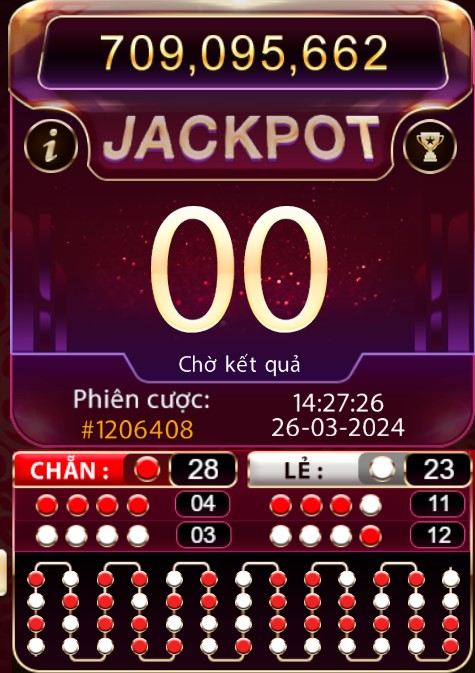 709,095,662
i
JACKPOT
00
Chờ kết quả
Phiên cược: 14:27:26
#1206408 26-03-2024
CHẴN : 28 LẺ : 23
04 11
03 12